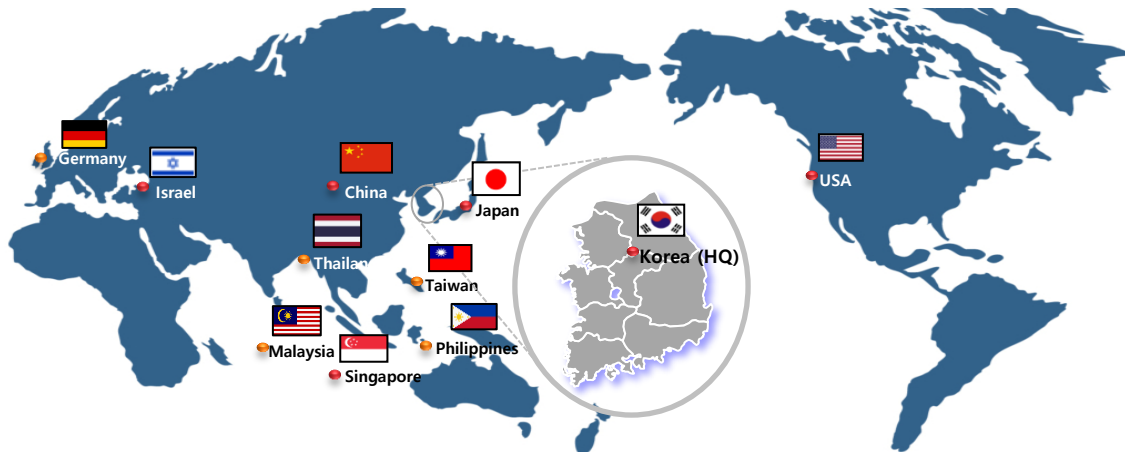 Germany
Israel
China
Japan
USA
Thailan
Korea (HQ)
Taiwan
Malaysia
Philippines
Singapore